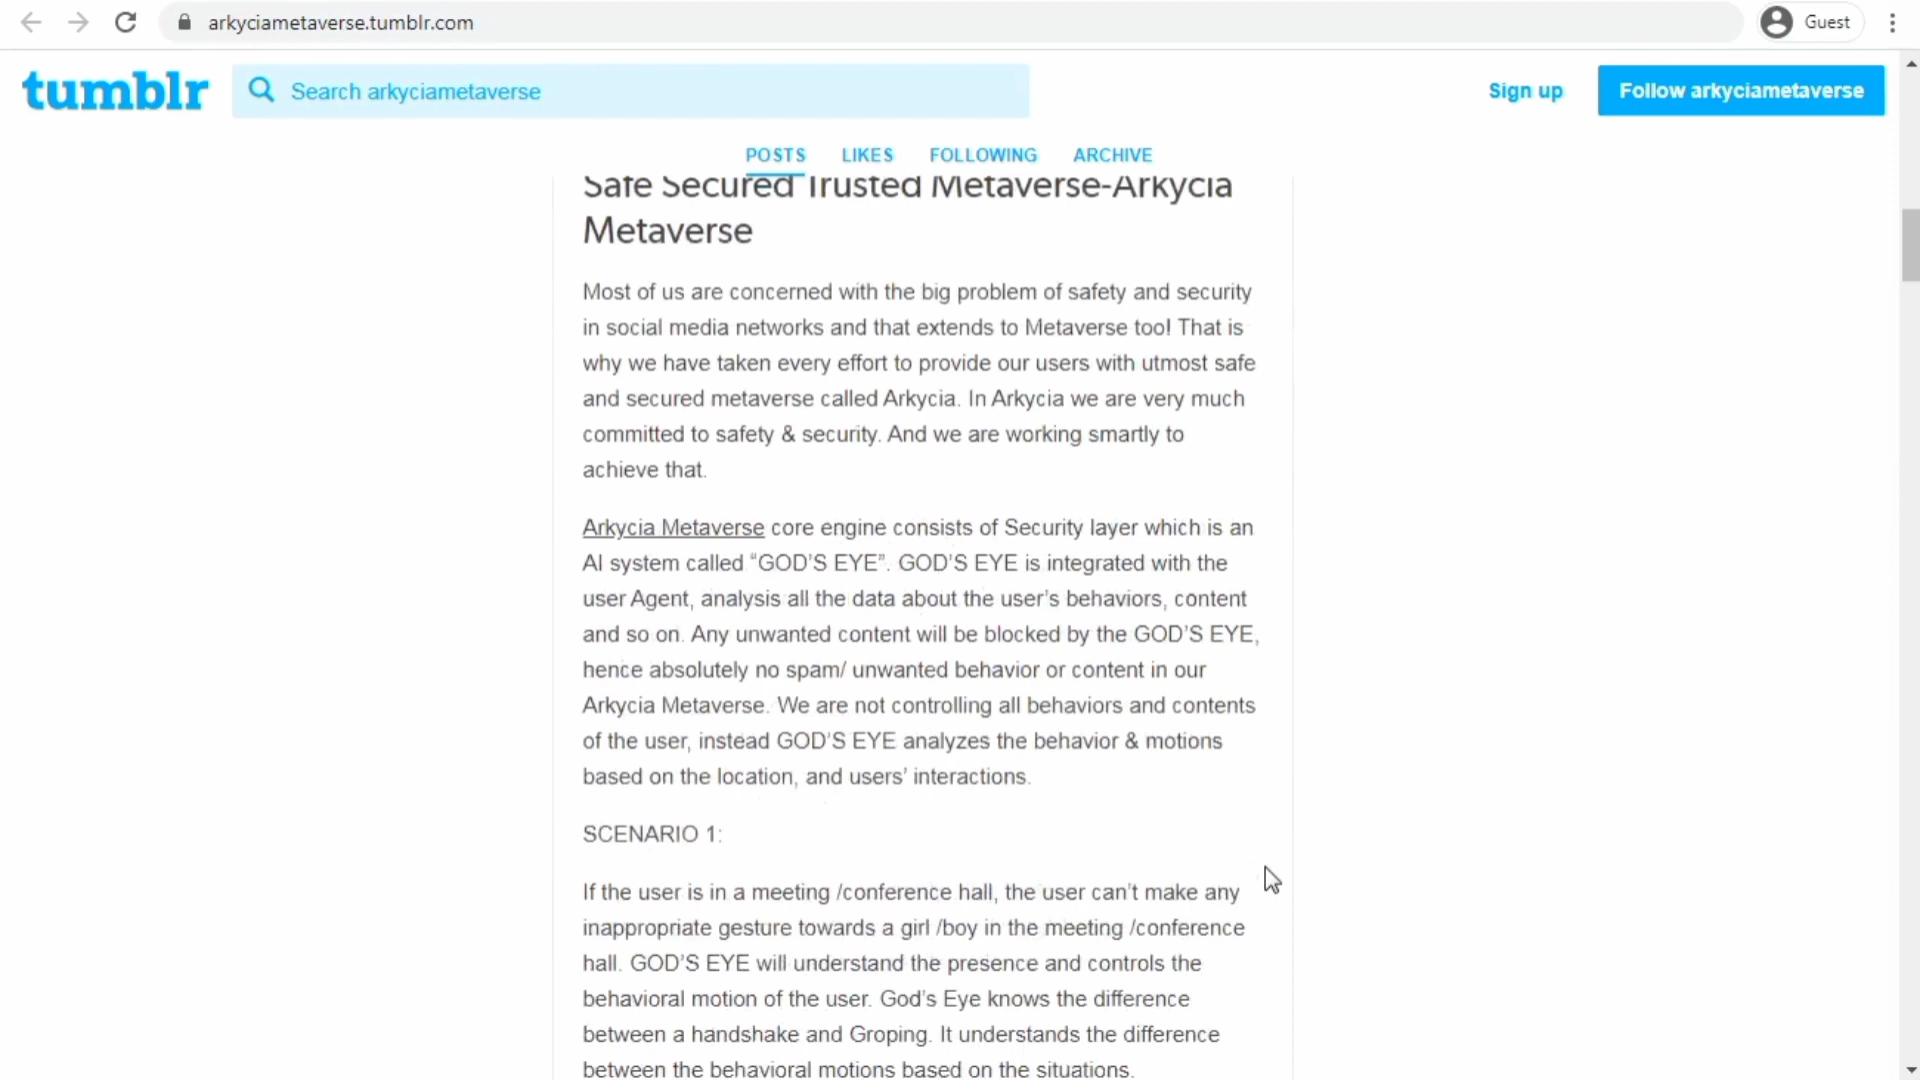 arkyciametaverse.tumblr.com
Guest
tumblr
Search arkyciametaverse
Sign up
Follow arkyciametaverse
POSTS LIKES FOLLOWING ARCHIVE
Safe Secured Trusted Metaverse-Arkycia
Metaverse
Most of us are concerned with the big problem of safety and security
in social media networks and that extends to Metaverse too! That is
why we have taken every effort to provide our users with utmost safe
and secured metaverse called Arkycia. In Arkycia we are very much
committed to safety & security. And we are working smartly to
achieve that.
Arkycia Metaverse core engine consists of Security layer which is an
AI system called “GOD’S EYE”. GOD’S EYE is integrated with the
user Agent, analysis all the data about the user’s behaviors, content
and so on. Any unwanted content will be blocked by the GOD’S EYE,
hence absolutely no spam/ unwanted behavior or content in our
Arkycia Metaverse. We are not controlling all behaviors and contents
of the user, instead GOD’S EYE analyzes the behavior & motions
based on the location, and users’ interactions.
SCENARIO 1:
If the user is in a meeting /conference hall, the user can’t make any
inappropriate gesture towards a girl /boy in the meeting /conference
hall. GOD’S EYE will understand the presence and controls the
behavioral motion of the user. God’s Eye knows the difference
between a handshake and Groping. It understands the difference
between the behavioral motions based on the situations.